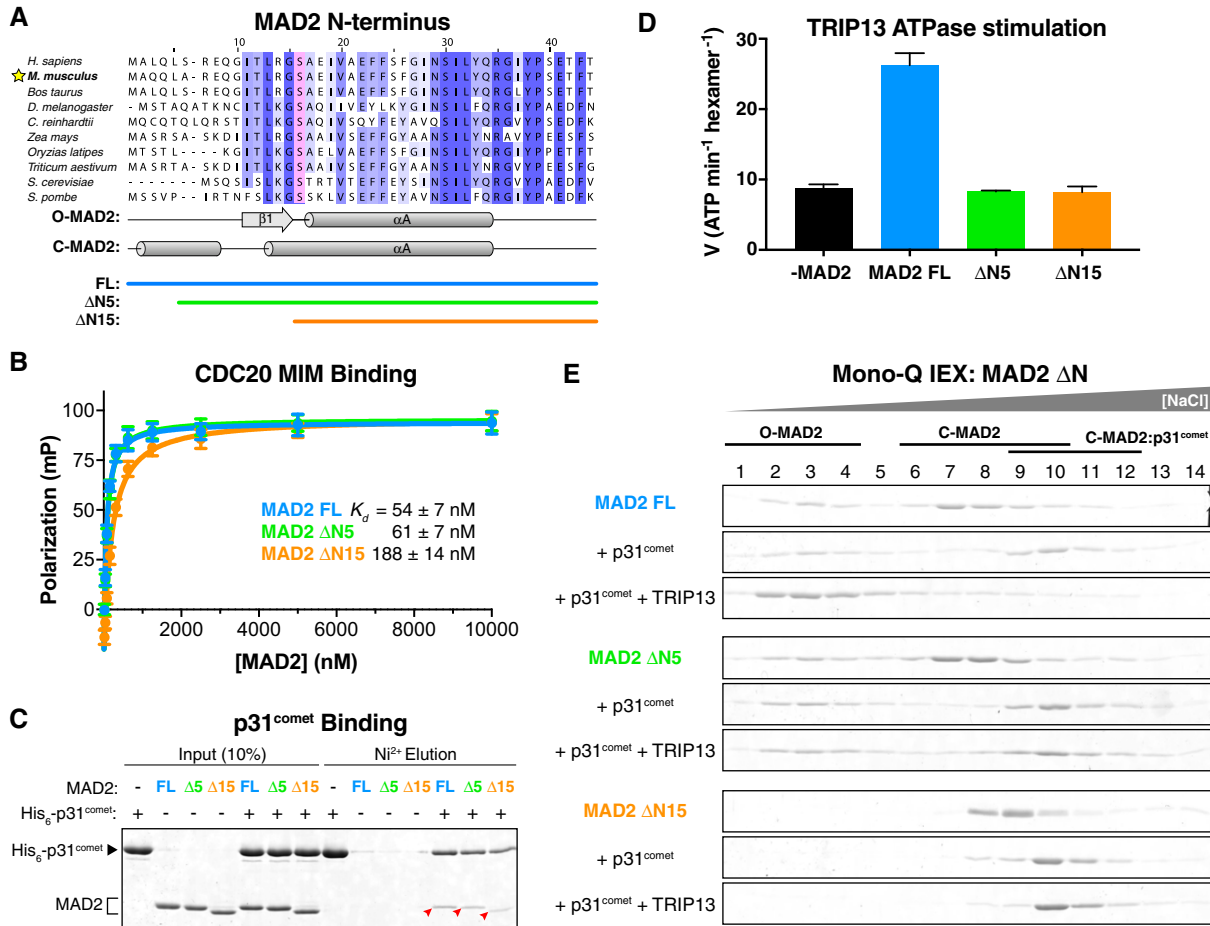 A
MAD2 N-terminus
10 20 30 40
H. sapiens MALQLS-REQGITLRGSAEIVAEFFSFGINSILYQRGIYPSETFT
M. musculus MAQQLA-REQGITLRGSAEIVAEFFSFGINSILYQRGIYPSETFT
Bos taurus MAQQLS-REQGITLRGSAEIVAEFFSFGINSILYQRGLYPSETFT
D. melanogaster -MSTAQATKNCITLKGSAQIIVEYLKYGINSILFQRGIYPAEDFN
C. reinhardtii MQCQTQLQRSTITLKGSAQIVSQYFEYAVQSILYQRGIYPAEDFK
Zea mays MASRSA-SKDIITLRGSAAIVSEFFGYAANSILYNRAVYPEESFS
Oryzias latipes MTSTL---KGITLKGSAELVAEFFSFGINSILYQRGIYPPETFT
Triticum aestivum MASRTA-SKDIITLKGSAAIVSEFFGYAANSILYNRGVYPEESFG
S. cerevisiae ------MSQSISLKGSTRTVTEFFEYSINSILYQRGVYPAEDFV
S. pombe MSSVP-IRTNFSLKGSSKLVSEFFEYAVNSILFQRGIYPAEDFK
O-MAD2: β1 αA
C-MAD2: αA
FL:
ΔN5:
ΔN15:
B
CDC20 MIM Binding
Polarization (mP)
100
75
50
25
0
2000 4000 6000 8000 10000
[MAD2] (nM)
MAD2 FL Kd = 54 ± 7 nM
MAD2 ΔN5 61 ± 7 nM
MAD2 ΔN15 188 ± 14 nM
C
p31comet Binding
Input (10%) Ni2+ Elution
MAD2: - FL Δ5 Δ15 FL Δ5 Δ15 - FL Δ5 Δ15 FL Δ5 Δ15
His6-p31comet: + - - - + + + + - - - + + +
His6-p31comet
MAD2
D
TRIP13 ATPase stimulation
V (ATP min-1 hexamer-1)
30
20
10
0
-MAD2 MAD2 FL ΔN5 ΔN15
E
Mono-Q IEX: MAD2 ΔN
[NaCl]
O-MAD2 C-MAD2 C-MAD2:p31comet
1 2 3 4 5 6 7 8 9 10 11 12 13 14
MAD2 FL
+ p31comet
+ p31comet + TRIP13
MAD2 ΔN5
+ p31comet
+ p31comet + TRIP13
MAD2 ΔN15
+ p31comet
+ p31comet + TRIP13